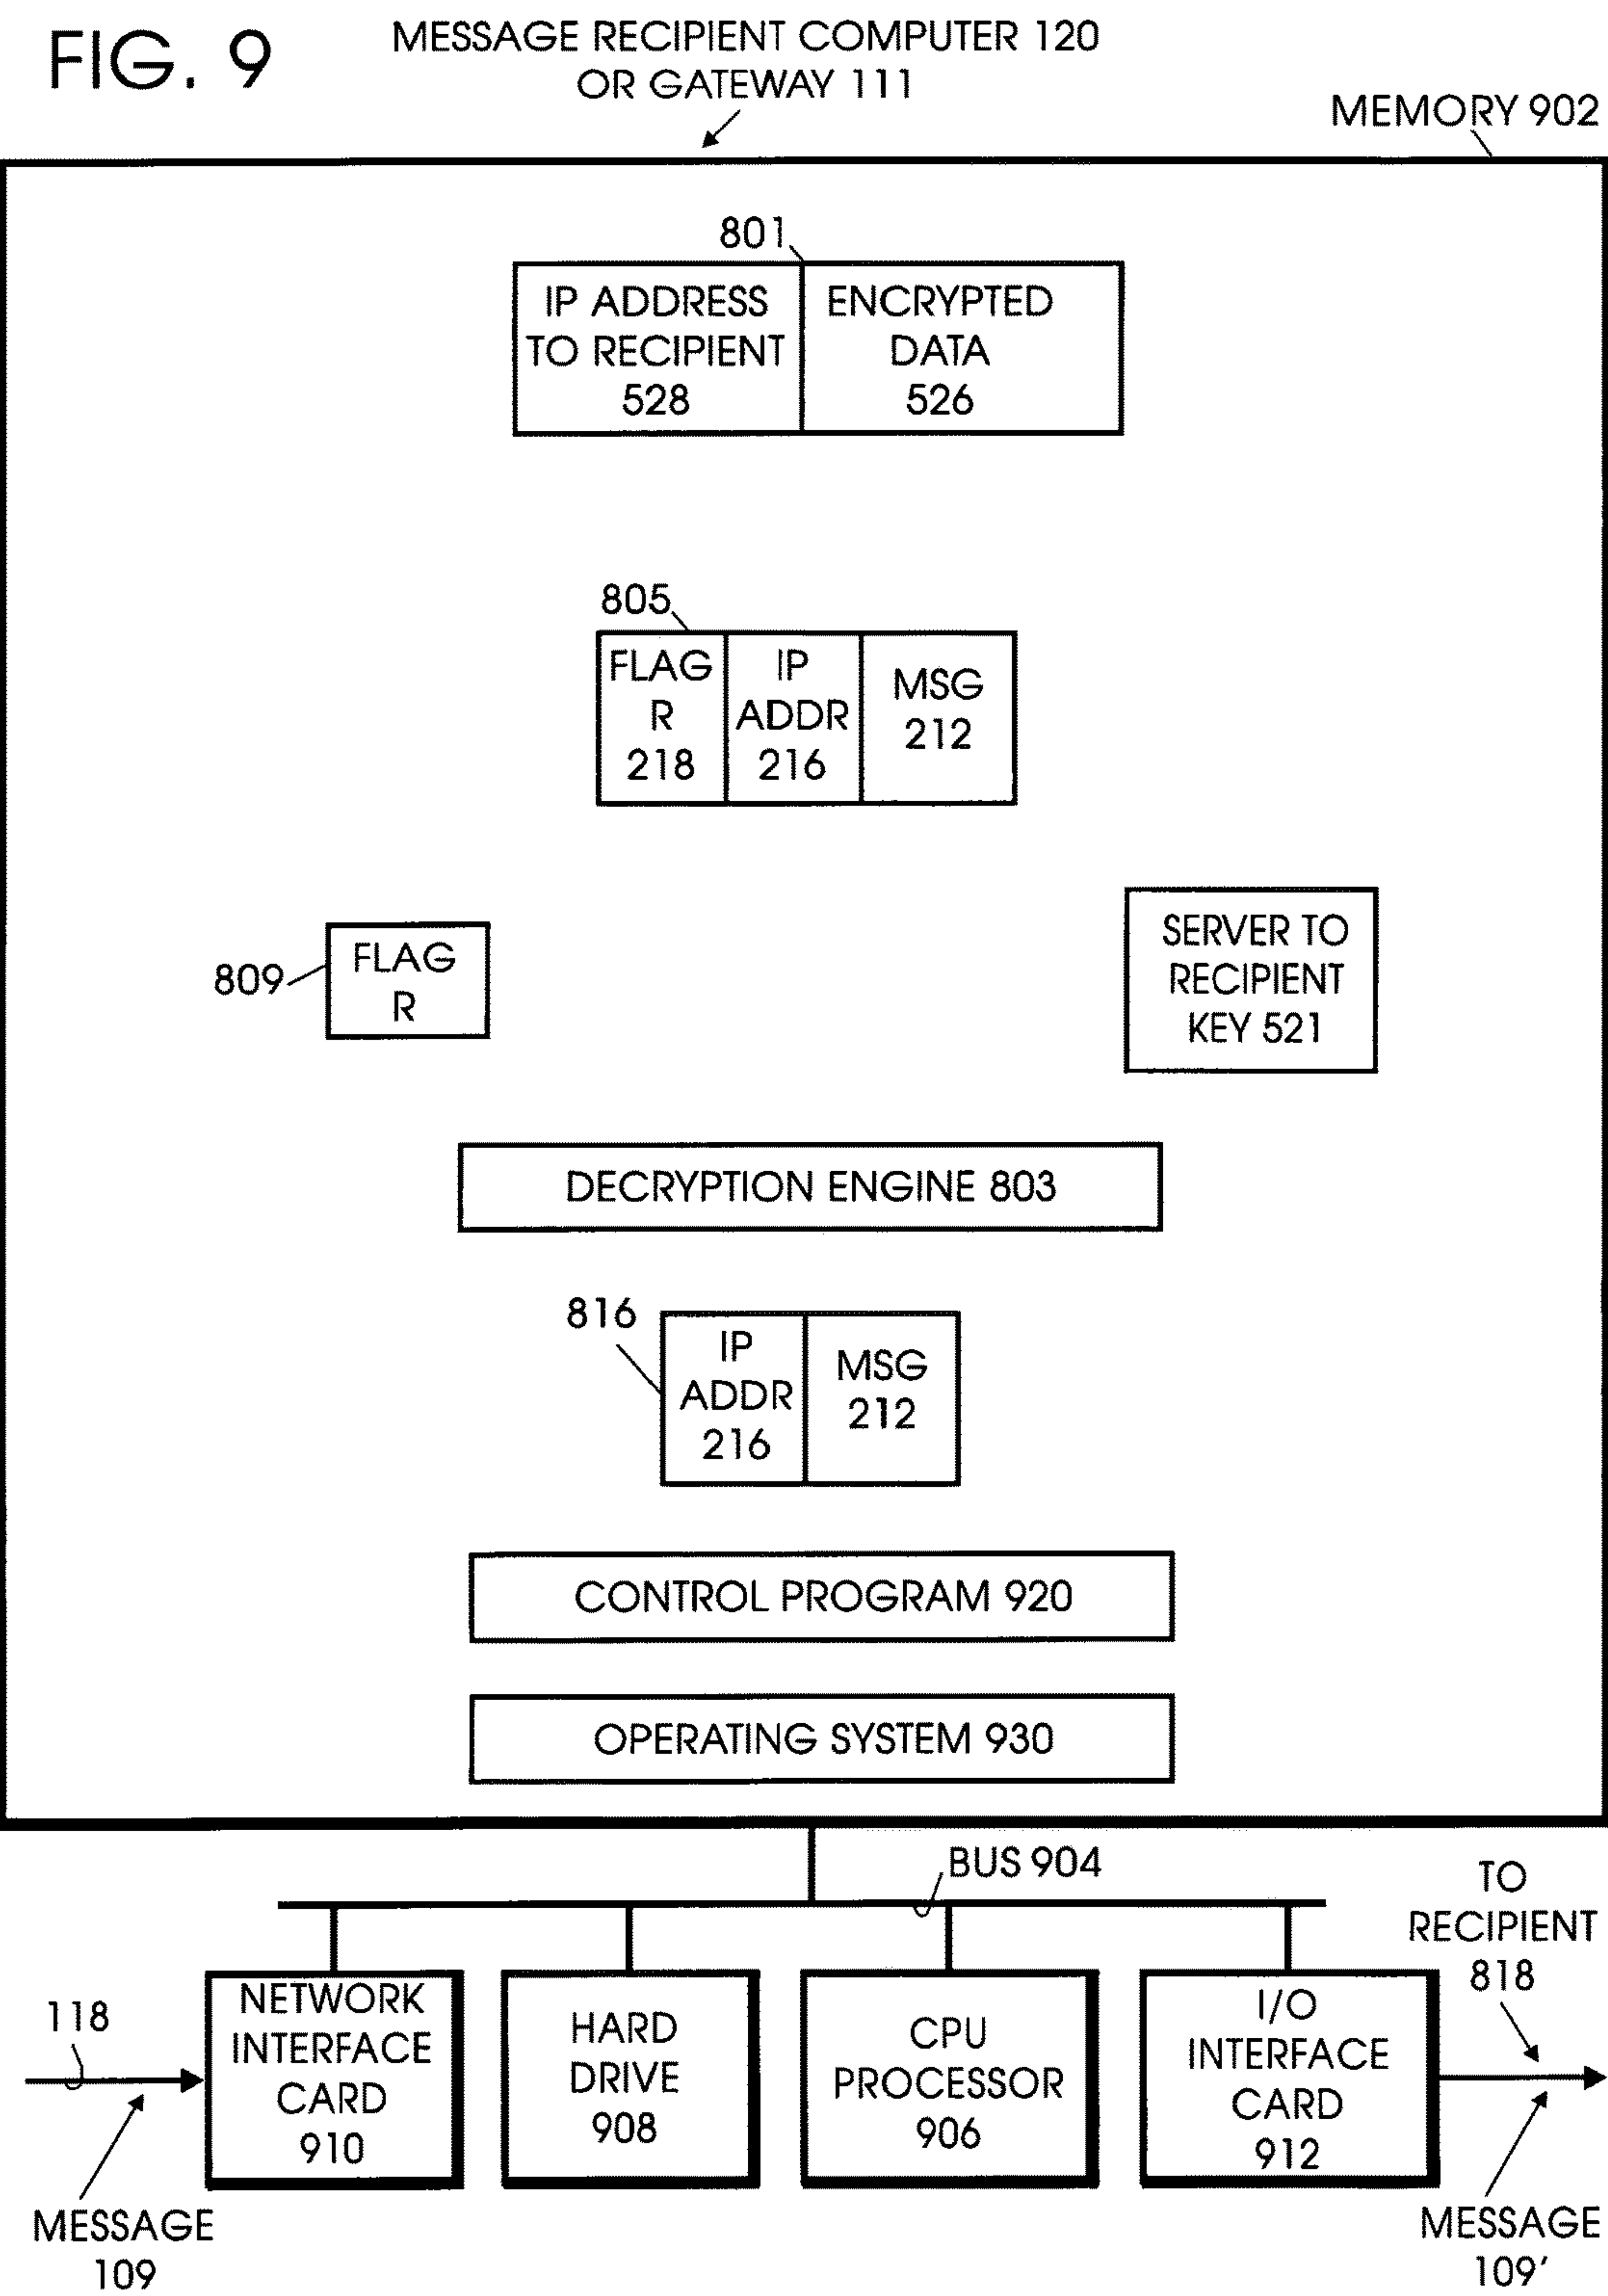 FIG. 9
MESSAGE RECIPIENT COMPUTER 120
OR GATEWAY 111
MEMORY 902
801
IP ADDRESS
TO RECIPIENT
528
ENCRYPTED
DATA
526
805
FLAG
R
218
IP
ADDR
216
MSG
212
809
FLAG
R
SERVER TO
RECIPIENT
KEY 521
DECRYPTION ENGINE 803
816
IP
ADDR
216
MSG
212
CONTROL PROGRAM 920
OPERATING SYSTEM 930
BUS 904
TO
RECIPIENT
818
118
NETWORK
INTERFACE
CARD
910
HARD
DRIVE
908
CPU
PROCESSOR
906
I/O
INTERFACE
CARD
912
MESSAGE
109
MESSAGE
109'